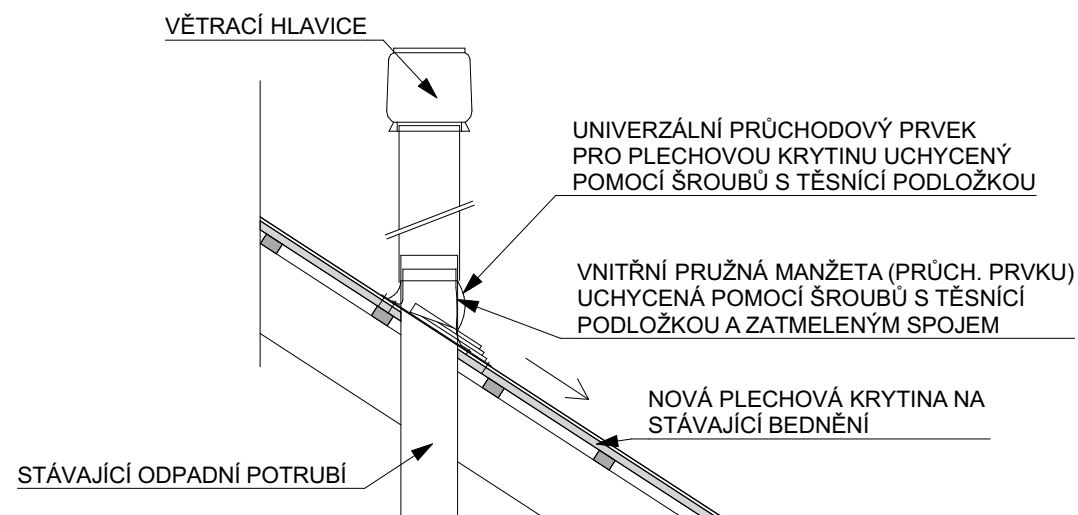 VĚTRACÍ HLAVICE
UNIVERZÁLNÍ PRŮCHODOVÝ PRVEK
PRO PLECHOVOU KRYTINU UCHYCENÝ
POMOCÍ ŠROUBŮ S TĚSNÍCÍ PODLOŽKOU
VNITŘNÍ PRUŽNÁ MANŽETA (PRŮCH. PRVKU)
UCHYCENÁ POMOCÍ ŠROUBŮ S TĚSNÍCÍ
PODLOŽKOU A ZATMELENÝM SPOJEM
NOVÁ PLECHOVÁ KRYTINA NA
STÁVAJÍCÍ BEDNĚNÍ
STÁVAJÍCÍ ODPADNÍ POTRUBÍ